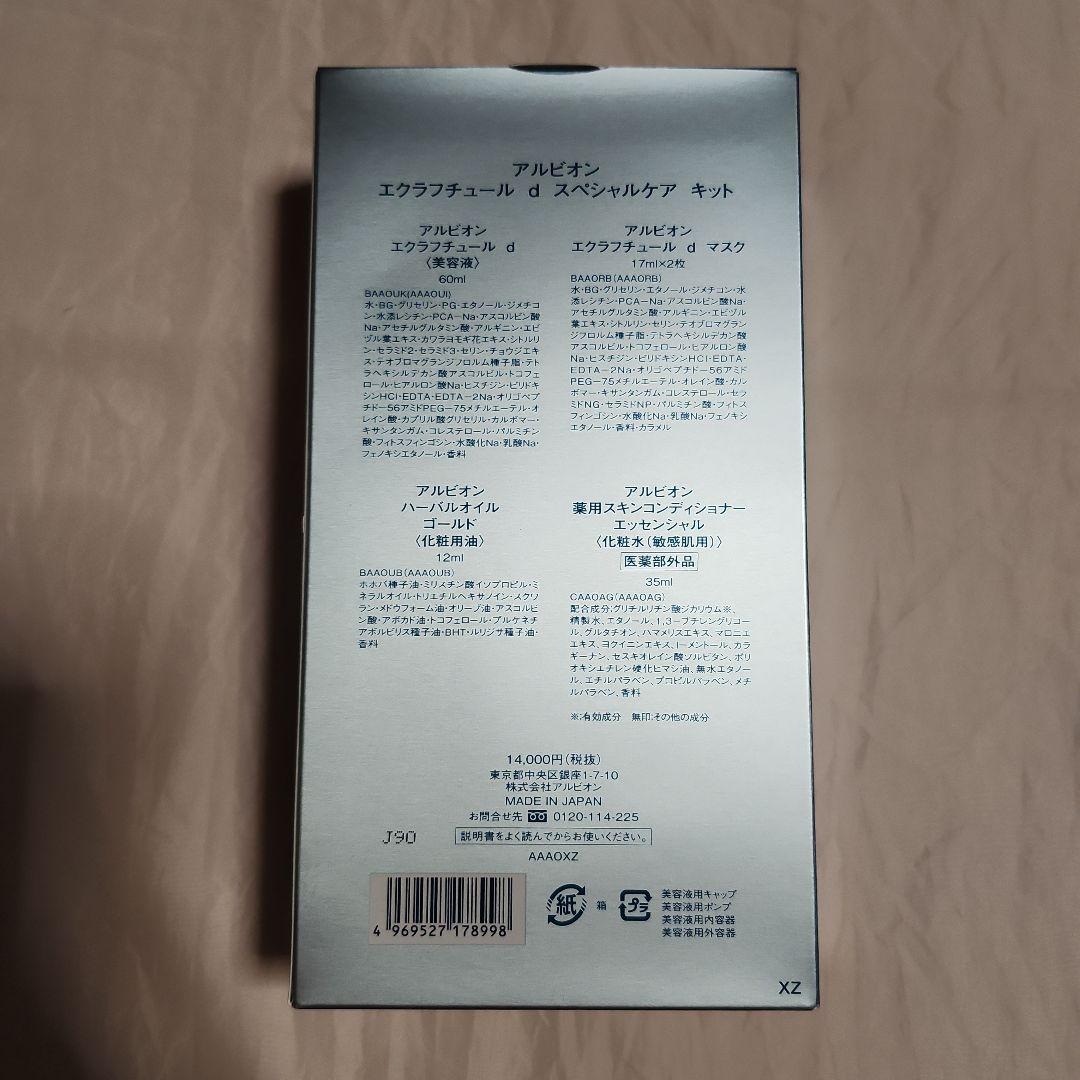 アルビオン
エクラフチュール d スペシャルケア キット
アルビオン
エクラフチュール d
〈美容液〉
60ml
BAAOUK(AAAOUI)
水・BG・グリセリン・PG・エタノール・ジメチコ
ン・水添レシチン・PCA-Na・アスコルビン酸
Na・アセチルグルタミン酸・アルギニン・エビ
ヅル葉エキス・カワラヨモギ花エキス・シトルリ
ン・セラミド2・セラミド3・セリン・チョウジエキ
ス・テオブロマグランジフロルム種子脂・テト
ラヘキシルデカン酸アスコルビル・トコフェ
ロール・ヒアルロン酸Na・ヒスチジン・ピリドキ
シンHCl・EDTA・EDTA-2Na・オリゴペプ
チド-56アミドPEG-75メチルエーテル・オ
レイン酸・カプリル酸グリセリル・カルボマー・
キサンタンガム・コレステロール・パルミチン
酸・フィトスフィンゴシン・水酸化Na・乳酸Na・
フェノキシエタノール・香料
アルビオン
エクラフチュール d マスク
17ml×2枚
BAAORB(AAAORB)
水・BG・グリセリン・エタノール・ジメチコン・水
添レシチン・PCA-Na・アスコルビン酸Na・
アセチルグルタミン酸・アルギニン・エビヅル
葉エキス・シトルリン・セリン・テオブロマグラン
ジフロルム種子脂・テトラヘキシルデカン酸
アスコルビル・トコフェロール・ヒアルロン酸
Na・ヒスチジン・ピリドキシンHCl・EDTA・
EDTA-2Na・オリゴペプチド-56アミド
PEG-75メチルエーテル・オレイン酸・カル
ボマー・キサンタンガム・コレステロール・セラ
ミドNG・セラミドNP・パルミチン酸・フィトス
フィンゴシン・水酸化Na・乳酸Na・フェノキシ
エタノール・香料・カラメル
アルビオン
ハーバルオイル
ゴールド
〈化粧用油〉
12ml
BAAOUB(AAAOUB)
ホホバ種子油・ミリスチン酸イソプロピル・ミ
ネラルオイル・トリエチルヘキサノイン・スクワ
ラン・メドウフォーム油・オリーブ油・アスコルビ
ン酸・アボカド油・トコフェロール・プルケネチ
アボルビリス種子油・BHT・ルリジサ種子油・
香料
アルビオン
薬用スキンコンディショナー
エッセンシャル
〈化粧水(敏感肌用)〉
医薬部外品
35ml
CAAOAG(AAAOAG)
配合成分:グリチルリチン酸ジカリウム※、
精製水、エタノール、1,3-ブチレングリコー
ル、グルタチオン、ハマメリスエキス、マロニエ
エキス、ヨクイニンエキス、l-メントール、カラ
ギーナン、セスキオレイン酸ソルビタン、ポリ
オキシエチレン硬化ヒマシ油、無水エタノー
ル、エチルパラベン、プロピルパラベン、メチ
ルパラベン、香料
※:有効成分 無印:その他の成分
14,000円(税抜)
東京都中央区銀座1-7-10
株式会社アルビオン
MADE IN JAPAN
お問合せ先 0120-114-225
J90
説明書をよく読んでからお使いください。
AAAOXZ
4 969527 178998
紙 箱
プラ
美容液用キャップ
美容液用ポンプ
美容液用内容器
美容液用外容器
XZ